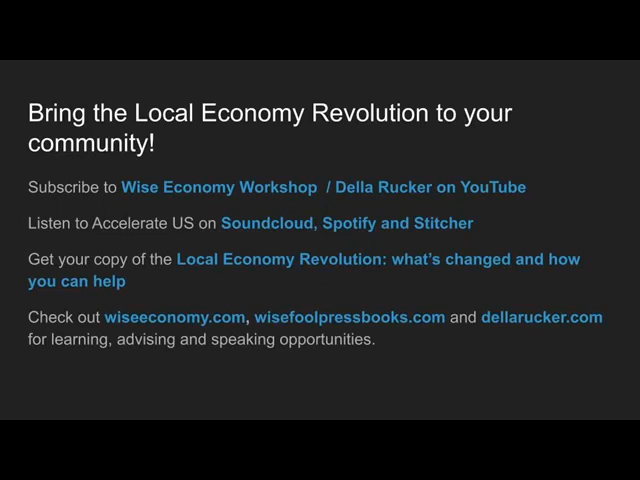 Bring the Local Economy Revolution to your
community!
Subscribe to Wise Economy Workshop / Della Rucker on YouTube
Listen to Accelerate US on Soundcloud, Spotify and Stitcher
Get your copy of the Local Economy Revolution: what’s changed and how
you can help
Check out wiseeconomy.com, wisefoolpressbooks.com and dellarucker.com
for learning, advising and speaking opportunities.